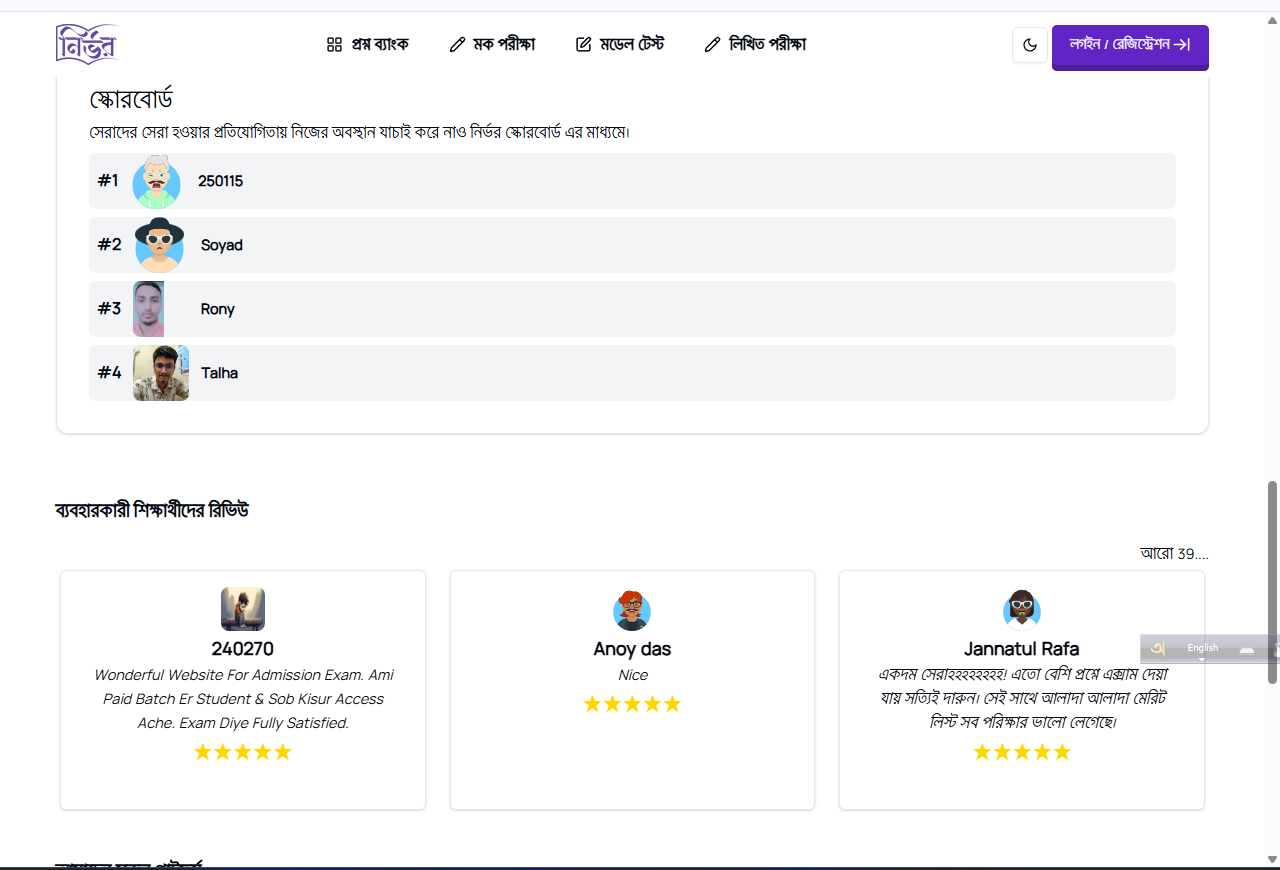 নির্ভর
প্রশ্ন ব্যাংক
মক পরীক্ষা
মডেল টেস্ট
লিখিত পরীক্ষা
লগইন / রেজিস্ট্রেশন
স্কোরবোর্ড
সেরাদের সেরা হওয়ার প্রতিযোগিতায় নিজের অবস্থান যাচাই করে নাও নির্ভর স্কোরবোর্ড এর মাধ্যমে।
#1 250115
#2 Soyad
#3 Rony
#4 Talha
ব্যবহারকারী শিক্ষার্থীদের রিভিউ
আরো 39....
240270
Wonderful Website For Admission Exam. Ami
Paid Batch Er Student & Sob Kisur Access
Ache. Exam Diye Fully Satisfied.
Anoy das
Nice
Jannatul Rafa
একদম সেরাহহহহহহহ! এতো বেশি প্রশ্নে এক্সাম দেয়া
যায় সত্যিই দারুন। সেই সাথে আলাদা আলাদা মেরিট
লিস্ট সব পরিক্ষার ভালো লেগেছে।
অ English